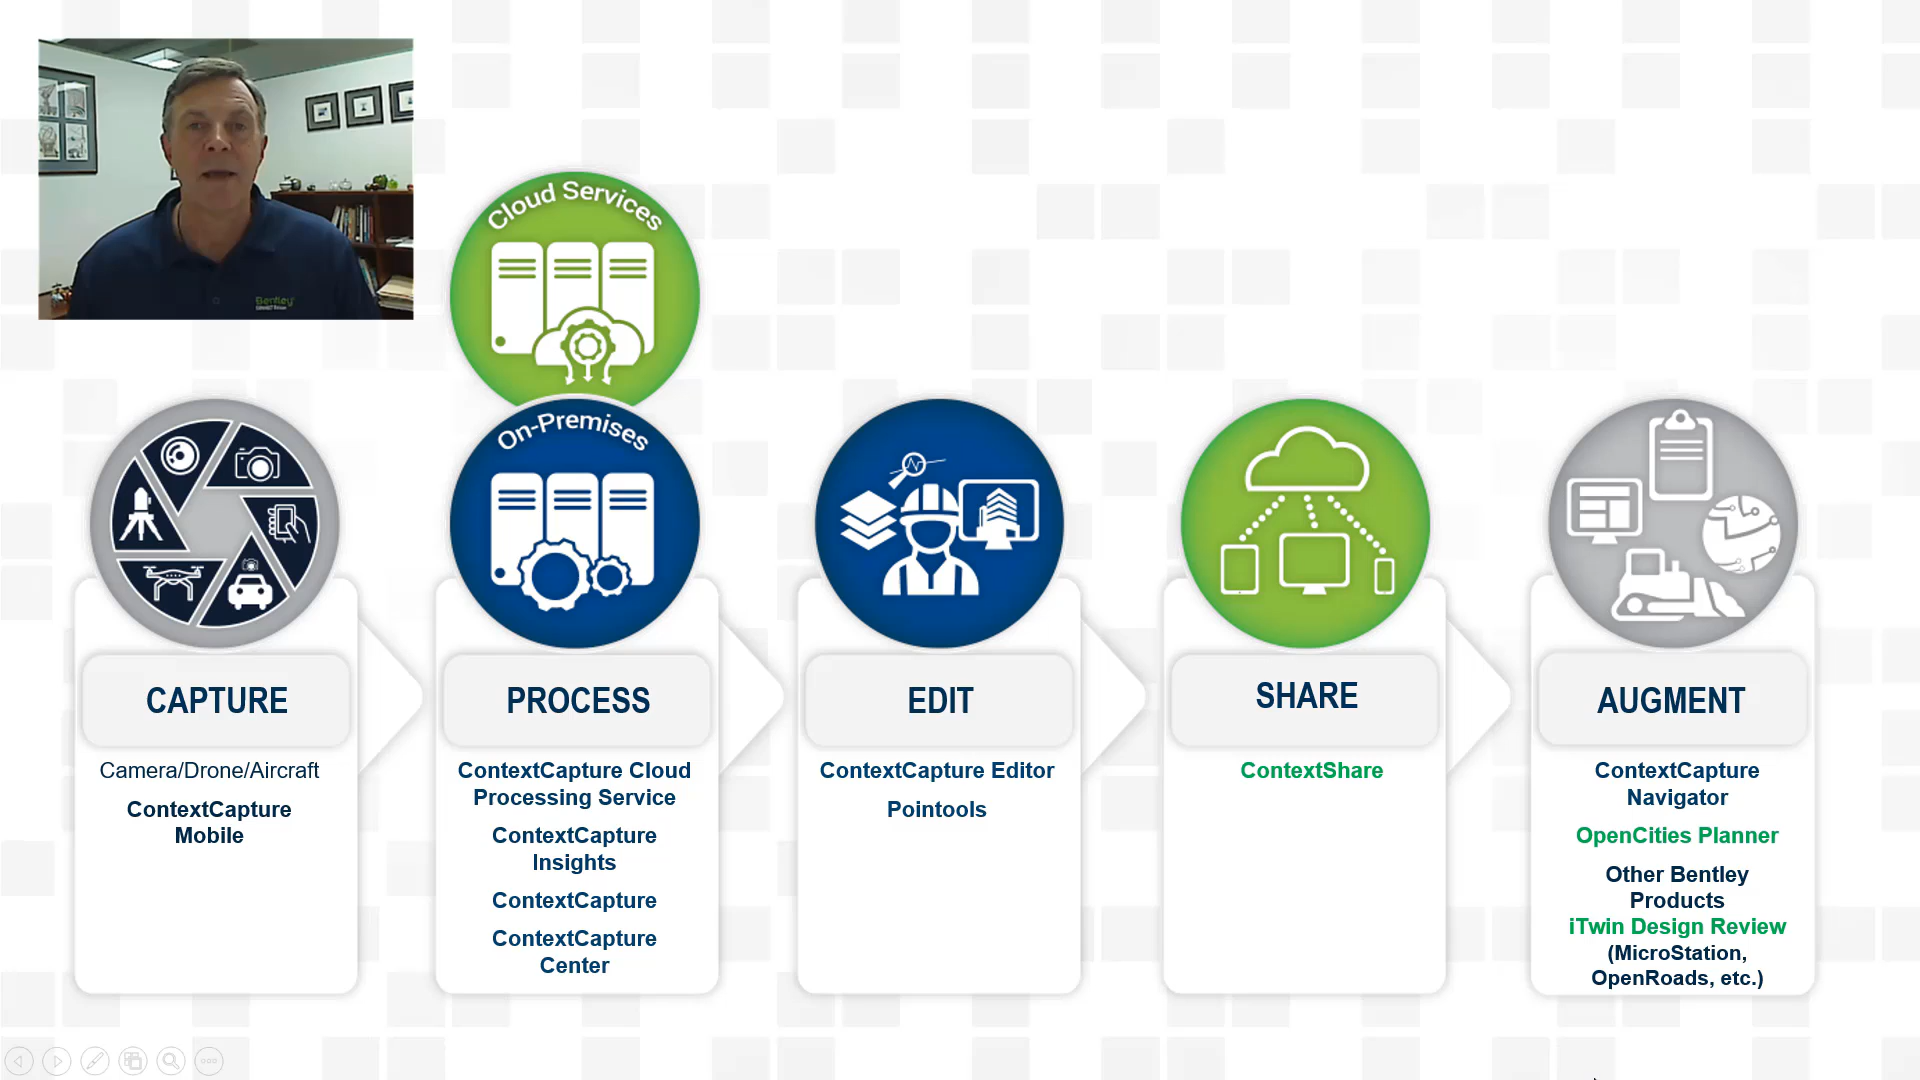 Bentley
Cloud Services
On-Premises
CAPTURE
Camera/Drone/Aircraft
ContextCapture
Mobile
PROCESS
ContextCapture Cloud
Processing Service
ContextCapture
Insights
ContextCapture
ContextCapture
Center
EDIT
ContextCapture Editor
Pointools
SHARE
ContextShare
AUGMENT
ContextCapture
Navigator
OpenCities Planner
Other Bentley
Products
iTwin Design Review
(MicroStation,
OpenRoads, etc.)